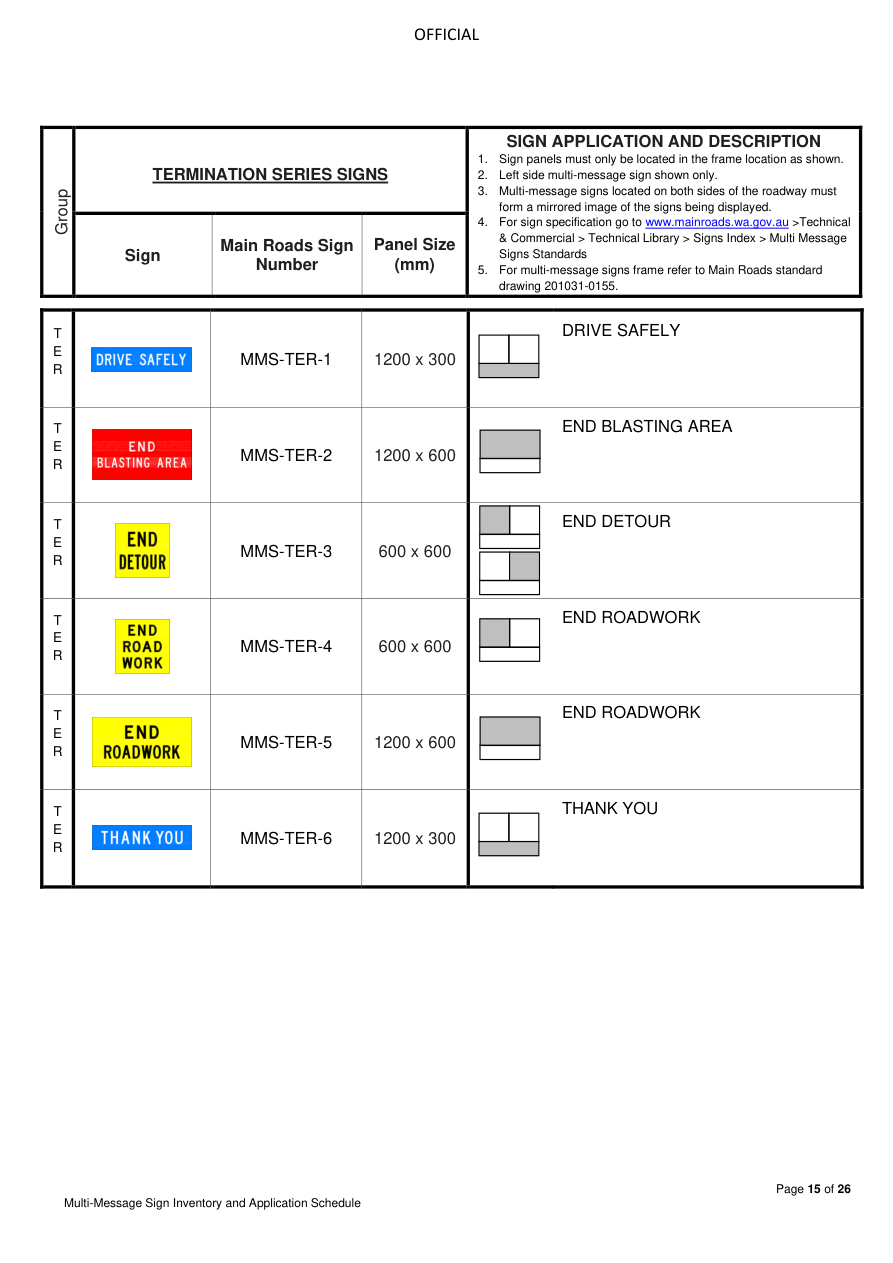 OFFICIAL
Group
TERMINATION SERIES SIGNS
Sign
Main Roads Sign
Number
Panel Size
(mm)
SIGN APPLICATION AND DESCRIPTION
1. Sign panels must only be located in the frame location as shown.
2. Left side multi-message sign shown only.
3. Multi-message signs located on both sides of the roadway must
form a mirrored image of the signs being displayed.
4. For sign specification go to www.mainroads.wa.gov.au >Technical
& Commercial > Technical Library > Signs Index > Multi Message
Signs Standards
5. For multi-message signs frame refer to Main Roads standard
drawing 201031-0155.
T
E
R
DRIVE SAFELY
MMS-TER-1
1200 x 300
DRIVE SAFELY
T
E
R
END
BLASTING AREA
MMS-TER-2
1200 x 600
END BLASTING AREA
T
E
R
END
DETOUR
MMS-TER-3
600 x 600
END DETOUR
T
E
R
END
ROAD
WORK
MMS-TER-4
600 x 600
END ROADWORK
T
E
R
END
ROADWORK
MMS-TER-5
1200 x 600
END ROADWORK
T
E
R
THANK YOU
MMS-TER-6
1200 x 300
THANK YOU
Page 15 of 26
Multi-Message Sign Inventory and Application Schedule